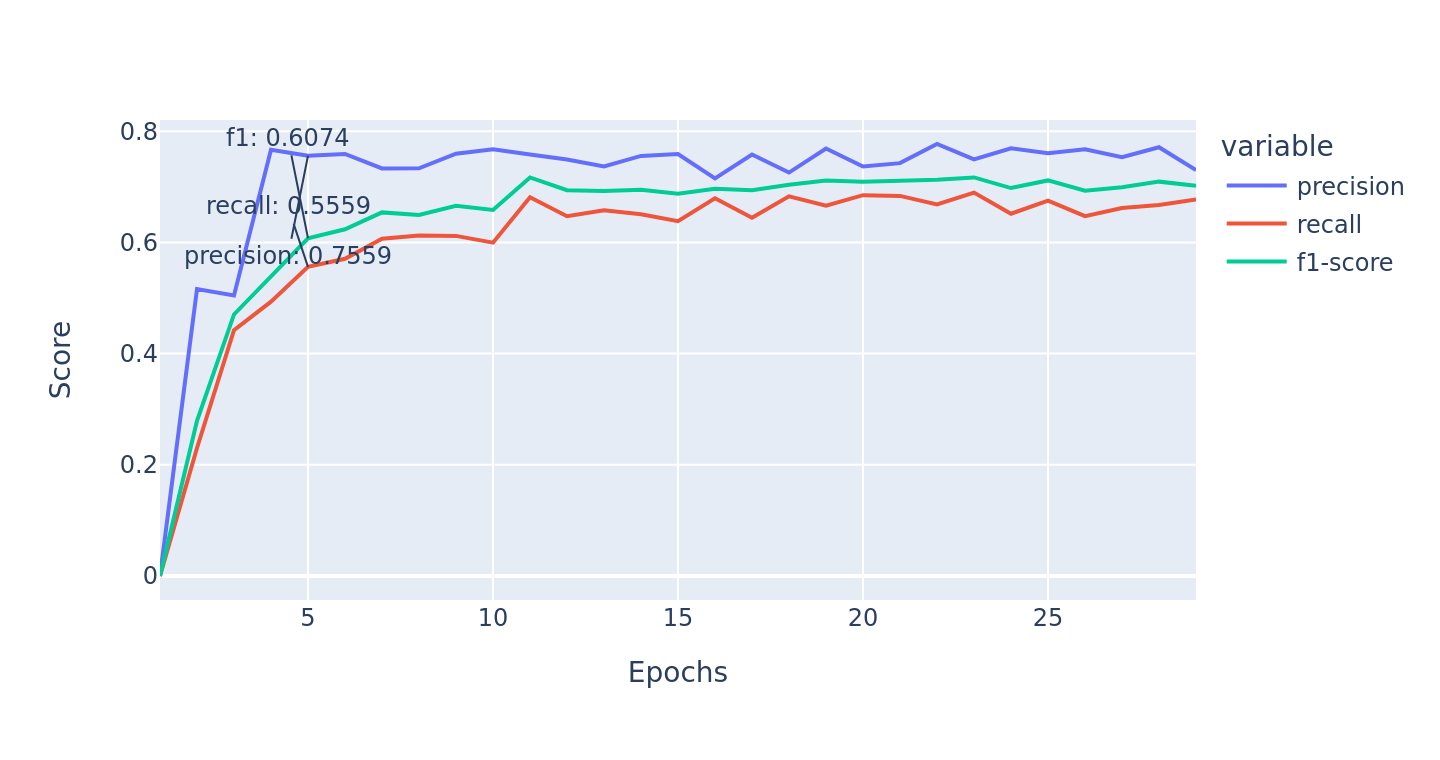 0.8
0.6
0.4
0.2
0
f1: 0.6074
recall: 0.5559
precision: 0.7559
5
10
15
20
25
Epochs
Score
variable
precision
recall
f1-score